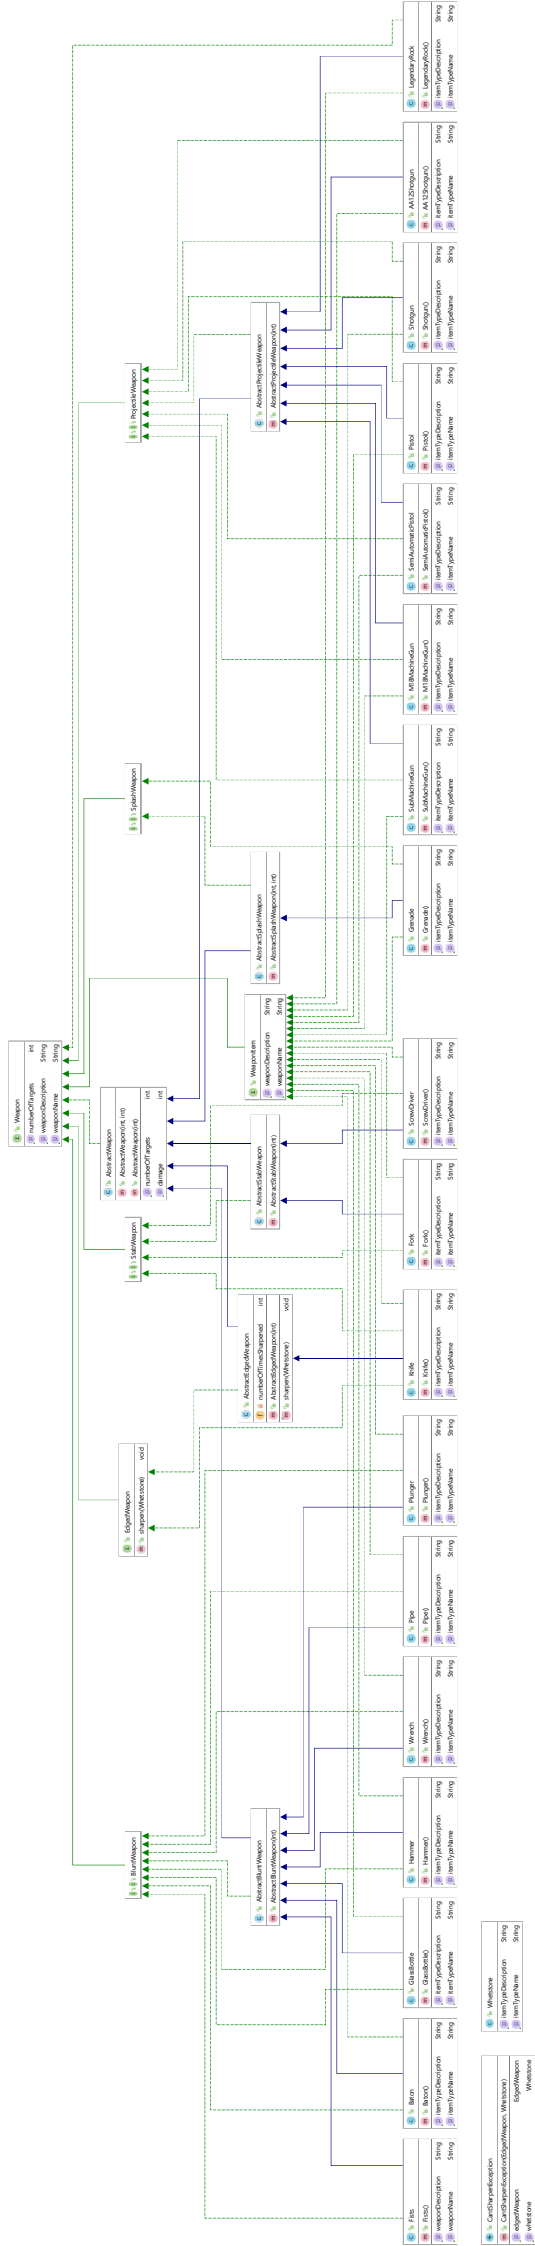 Weapon
numberOfTargets int
weaponDescription String
weaponName String
BluntWeapon
EdgedWeapon
sharpen(Whetstone) void
StabWeapon
SplashWeapon
ProjectileWeapon
AbstractWeapon
AbstractWeapon(int, int)
AbstractWeapon(int)
numberOfTargets int
damage int
AbstractBluntWeapon
AbstractBluntWeapon(int)
AbstractEdgedWeapon
numberOfTimesSharpened int
AbstractEdgedWeapon(int)
sharpen(Whetstone) void
AbstractStabWeapon
AbstractStabWeapon(int)
WeaponItem
weaponDescription String
weaponName String
AbstractSplashWeapon
AbstractSplashWeapon(int, int)
AbstractProjectileWeapon
AbstractProjectileWeapon(int)
Fists
Fists()
weaponDescription String
weaponName String
Baton
Baton()
itemTypeDescription String
itemTypeName String
GlassBottle
GlassBottle()
itemTypeDescription String
itemTypeName String
Hammer
Hammer()
itemTypeDescription String
itemTypeName String
Wrench
Wrench()
itemTypeDescription String
itemTypeName String
Pipe
Pipe()
itemTypeDescription String
itemTypeName String
Plunger
Plunger()
itemTypeDescription String
itemTypeName String
Knife
Knife()
itemTypeDescription String
itemTypeName String
Fork
Fork()
itemTypeDescription String
itemTypeName String
ScrewDriver
ScrewDriver()
itemTypeDescription String
itemTypeName String
Grenade
Grenade()
itemTypeDescription String
itemTypeName String
SubMachineGun
SubMachineGun()
itemTypeDescription String
itemTypeName String
M18MachineGun
M18MachineGun()
itemTypeDescription String
itemTypeName String
SemiAutomaticPistol
SemiAutomaticPistol()
itemTypeDescription String
itemTypeName String
Pistol
Pistol()
itemTypeDescription String
itemTypeName String
Shotgun
Shotgun()
itemTypeDescription String
itemTypeName String
AA12Shotgun
AA12Shotgun()
itemTypeDescription String
itemTypeName String
LegendaryRock
LegendaryRock()
itemTypeDescription String
itemTypeName String
CantSharpenException
CantSharpenException(EdgedWeapon, Whetstone)
edgedWeapon EdgedWeapon
whetstone Whetstone
Whetstone
itemTypeDescription String
itemTypeName String